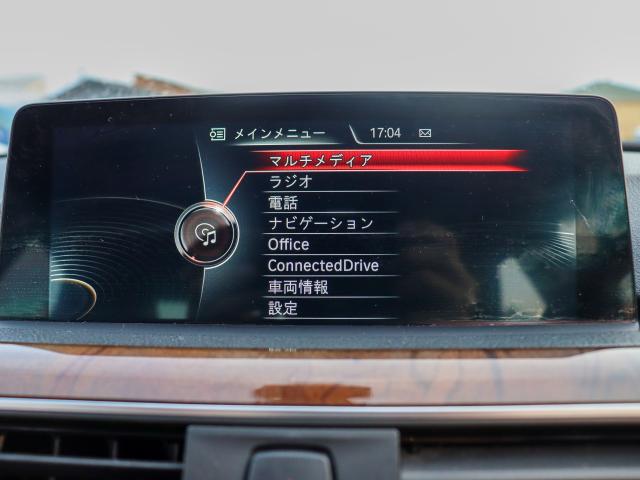 メインメニュー 17:04
マルチメディア
ラジオ
電話
ナビゲーション
Office
ConnectedDrive
車両情報
設定